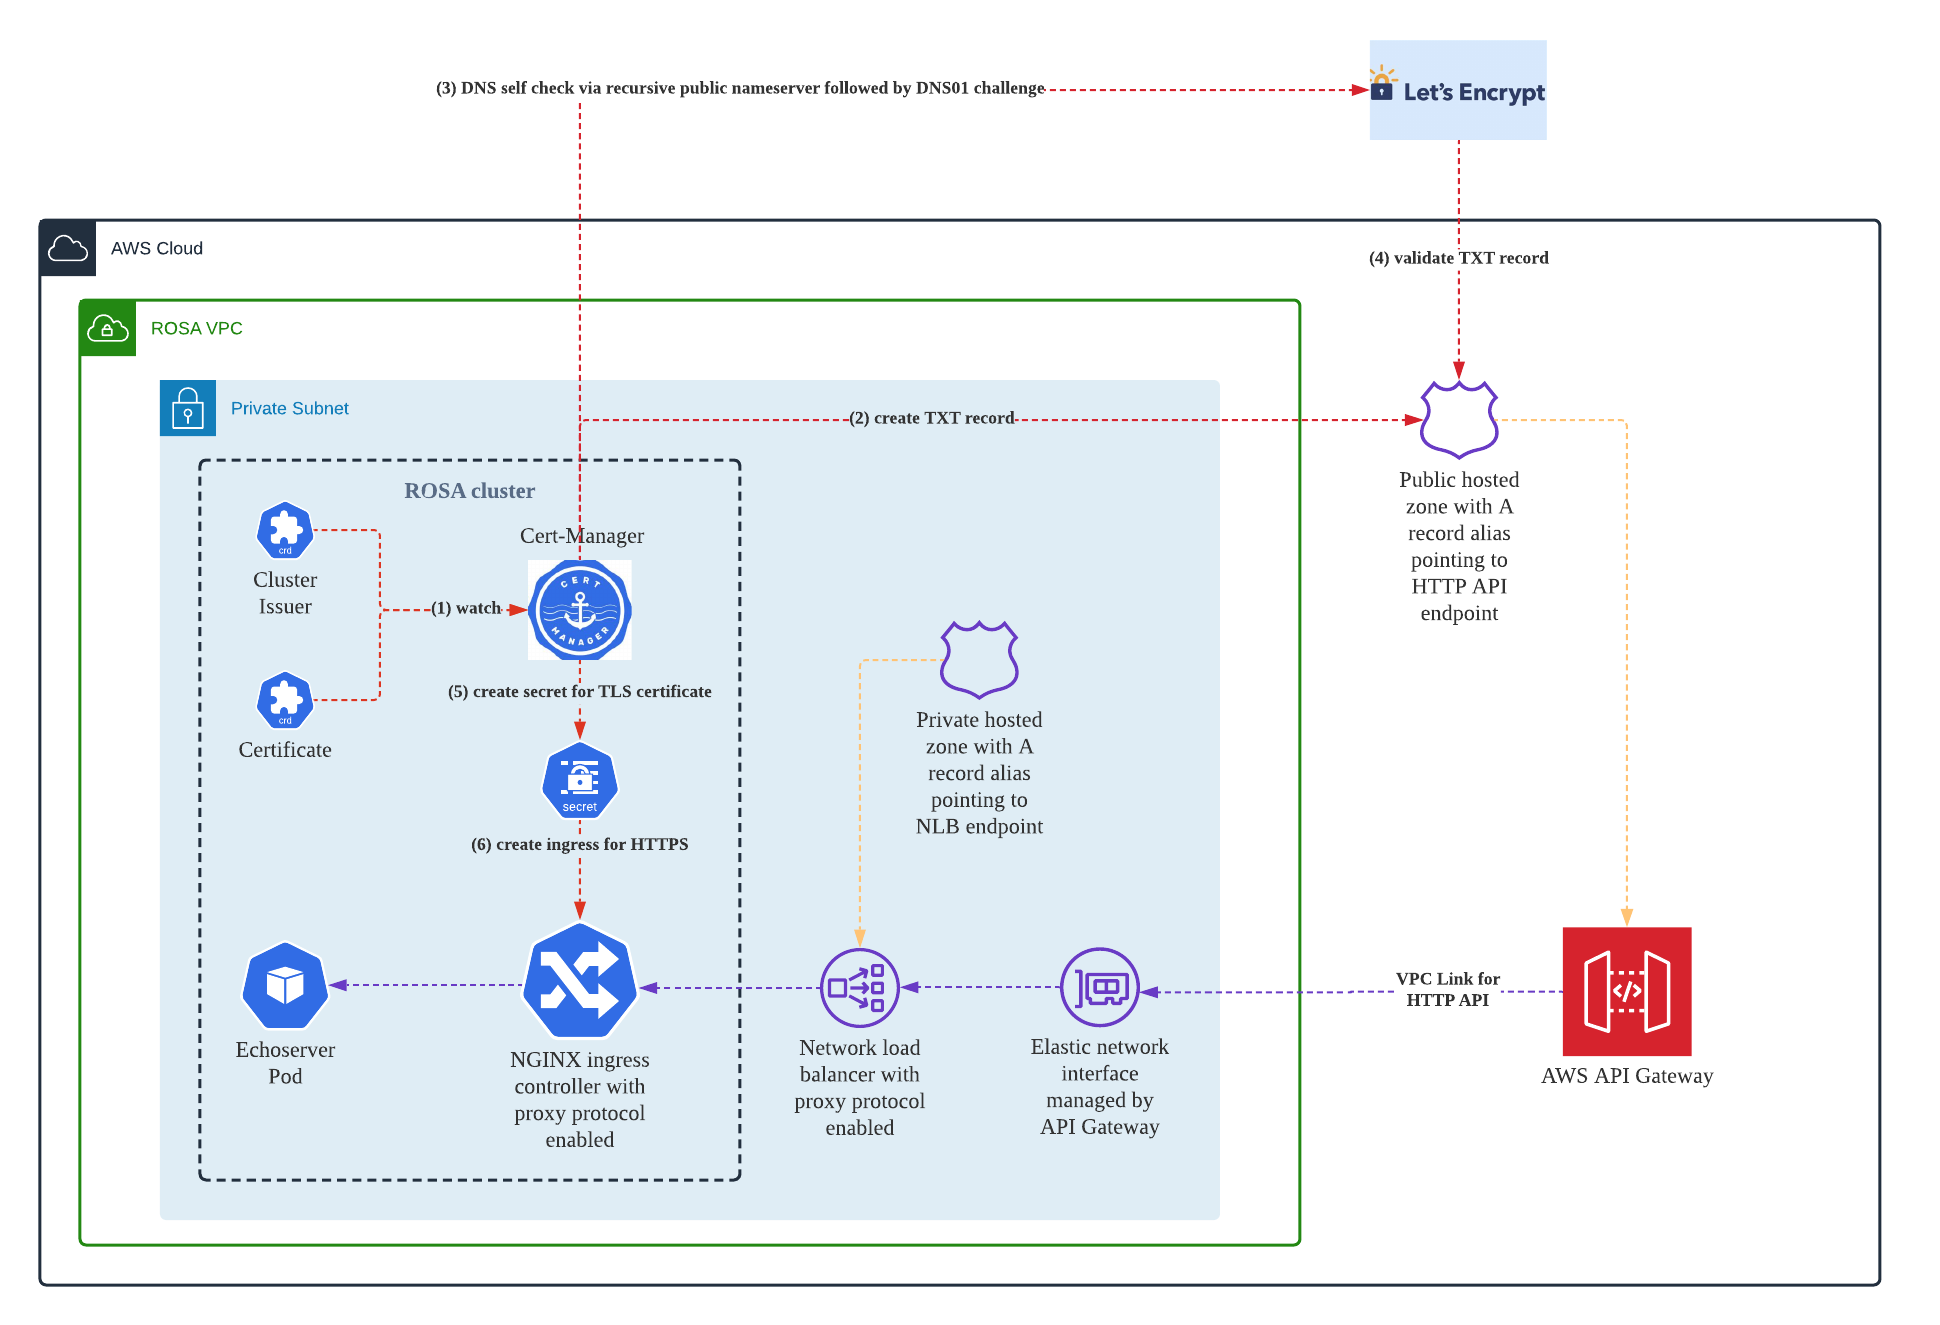 (3) DNS self check via recursive public nameserver followed by DNS01 challenge
Let's Encrypt
AWS Cloud
(4) validate TXT record
ROSA VPC
Private Subnet
(2) create TXT record
ROSA cluster
Public hosted
zone with A
record alias
pointing to
HTTP API
endpoint
crd
Cluster
Issuer
Cert-Manager
CERT
MANAGER
(1) watch
crd
Certificate
(5) create secret for TLS certificate
secret
(6) create ingress for HTTPS
Private hosted
zone with A
record alias
pointing to
NLB endpoint
Echoserver
Pod
NGINX ingress
controller with
proxy protocol
enabled
Network load
balancer with
proxy protocol
enabled
Elastic network
interface
managed by
API Gateway
VPC Link for
HTTP API
</>
AWS API Gateway